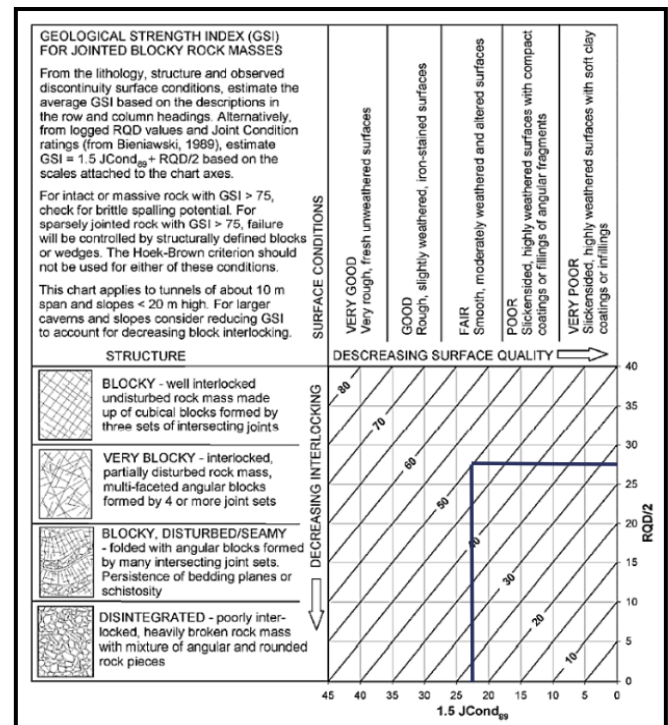 GEOLOGICAL STRENGTH INDEX (GSI)
FOR JOINTED BLOCKY ROCK MASSES
From the lithology, structure and observed
discontinuity surface conditions, estimate the
average GSI based on the descriptions in
the row and column headings. Alternatively,
from logged RQD values and Joint Condition
ratings (from Bieniawski, 1989), estimate
GSI = 1.5 JCond89 + RQD/2 based on the
scales attached to the chart axes.
For intact or massive rock with GSI > 75,
check for brittle spalling potential. For
sparsely jointed rock with GSI > 75, failure
will be controlled by structurally defined blocks
or wedges. The Hoek-Brown criterion should
not be used for either of these conditions.
This chart applies to tunnels of about 10 m
span and slopes < 20 m high. For larger
caverns and slopes consider reducing GSI
to account for decreasing block interlocking.
SURFACE CONDITIONS
VERY GOOD
Very rough, fresh unweathered surfaces
GOOD
Rough, slightly weathered, iron-stained surfaces
FAIR
Smooth, moderately weathered and altered surfaces
POOR
Slickensided, highly weathered surfaces with compact
coatings or fillings of angular fragments
VERY POOR
Slickensided, highly weathered surfaces with soft clay
coatings or infillings
STRUCTURE
DESCREASING SURFACE QUALITY
BLOCKY - well interlocked
undisturbed rock mass made
up of cubical blocks formed by
three sets of intersecting joints
VERY BLOCKY - interlocked,
partially disturbed rock mass,
multi-faceted angular blocks
formed by 4 or more joint sets
BLOCKY, DISTURBED/SEAMY
- folded with angular blocks formed
by many intersecting joint sets.
Persistence of bedding planes or
schistosity
DISINTEGRATED - poorly inter-
locked, heavily broken rock mass
with mixture of angular and rounded
rock pieces
DECREASING INTERLOCKING
80
70
60
50
40
30
20
10
40
35
30
25
20
15
10
5
0
RQD/2
45 40 35 30 25 20 15 10 5 0
1.5 JCond89